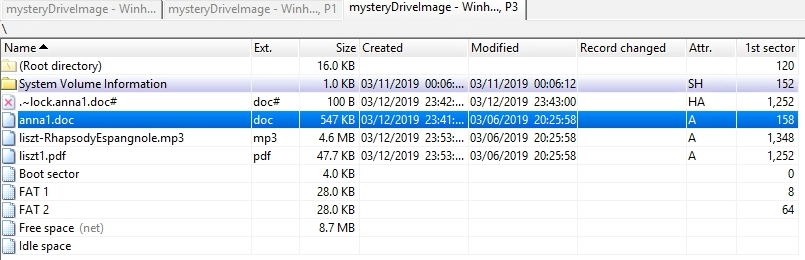 mysteryDriveImage - Winh... mysteryDriveImage - Winh..., P1 mysteryDriveImage - Winh..., P3
\
Name Ext. Size Created Modified Record changed Attr. 1st sector
(Root directory) 16.0 KB 120
System Volume Information 1.0 KB 03/11/2019 00:06:... 03/11/2019 00:06:12 SH 152
.~lock.anna1.doc# doc# 100 B 03/12/2019 23:42:... 03/12/2019 23:43:00 HA 1,252
anna1.doc doc 547 KB 03/12/2019 23:41:... 03/06/2019 20:25:58 A 158
liszt-RhapsodyEspangnole.mp3 mp3 4.6 MB 03/12/2019 23:53:... 03/06/2019 20:25:58 A 1,348
liszt1.pdf pdf 47.7 KB 03/12/2019 23:53:... 03/06/2019 20:25:58 A 1,252
Boot sector 4.0 KB 0
FAT 1 28.0 KB 8
FAT 2 28.0 KB 64
Free space (net) 8.7 MB
Idle space